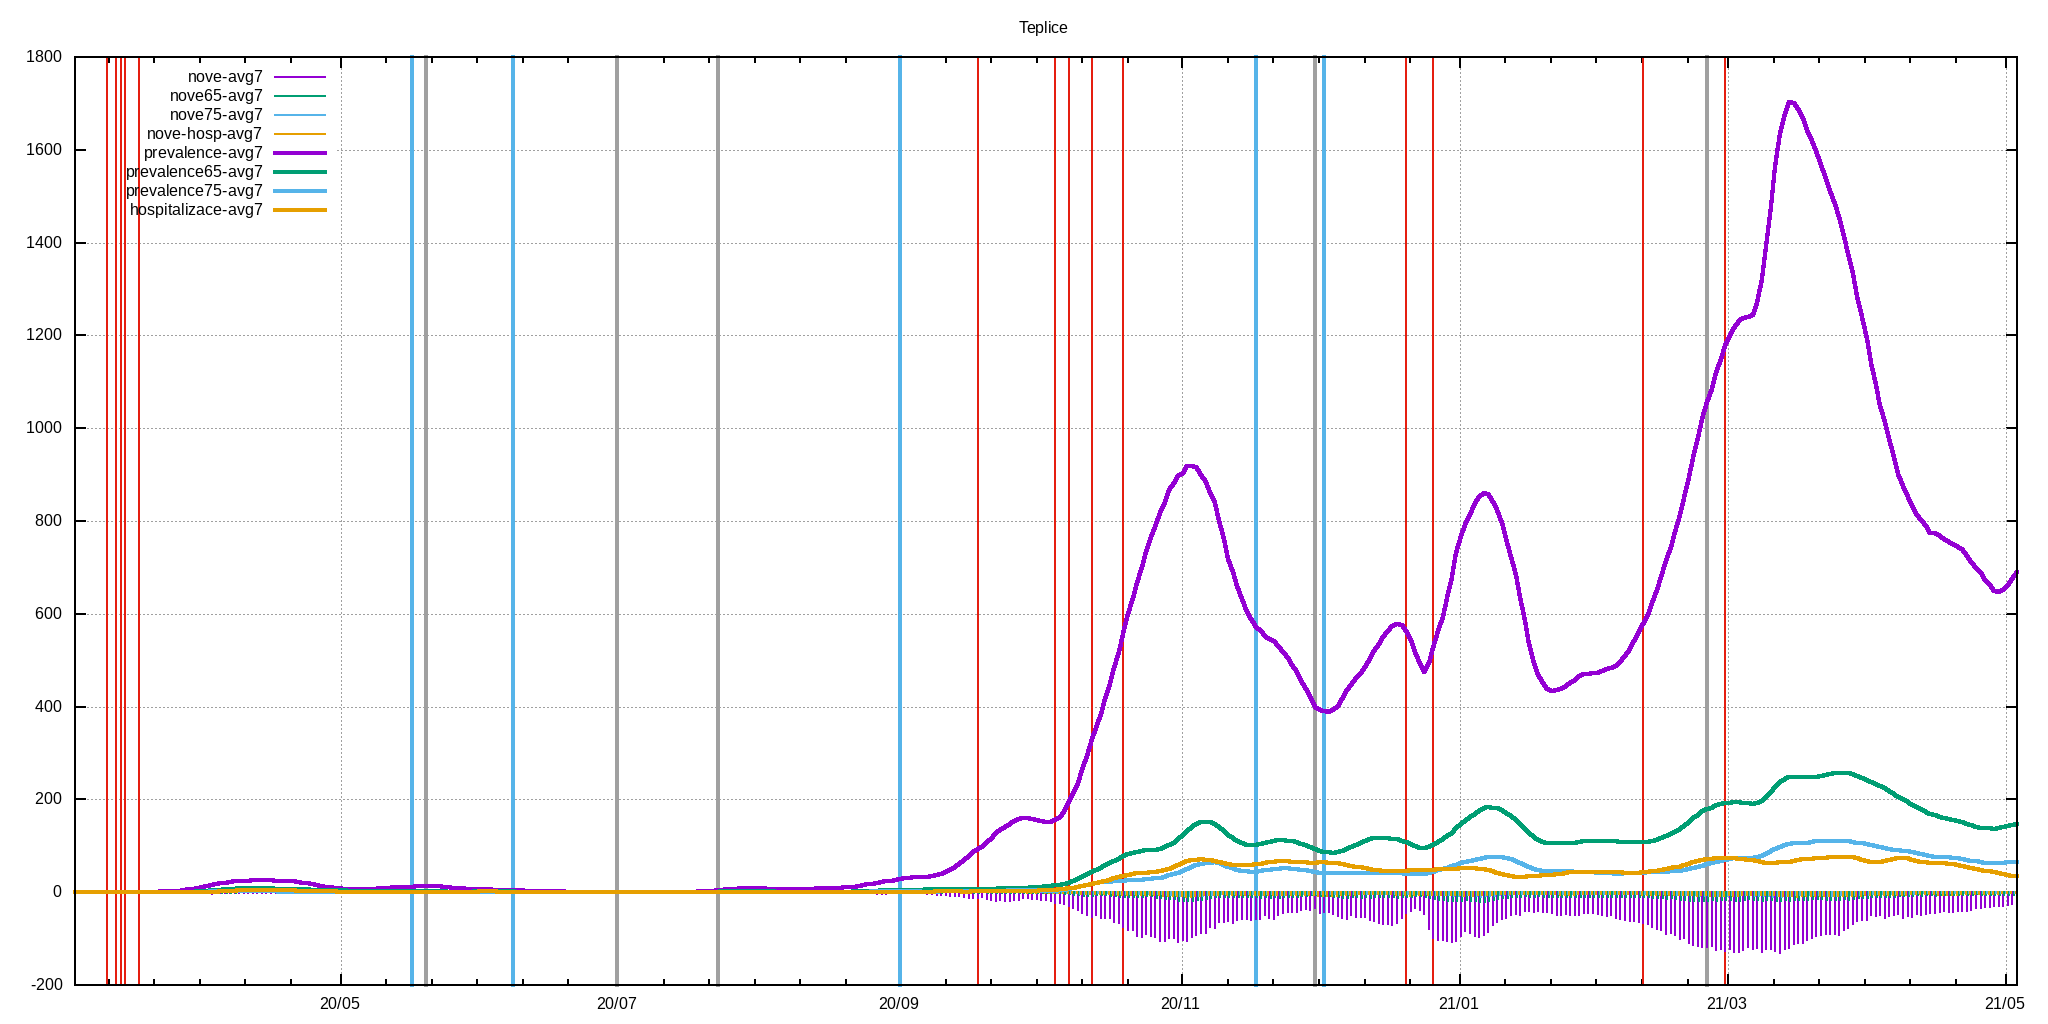 Teplice
1800
1600
1400
1200
1000
800
600
400
200
0
-200
nove-avg7
nove65-avg7
nove75-avg7
nove-hosp-avg7
prevalence-avg7
prevalence65-avg7
prevalence75-avg7
hospitalizace-avg7
20/05
20/07
20/09
20/11
21/01
21/03
21/05